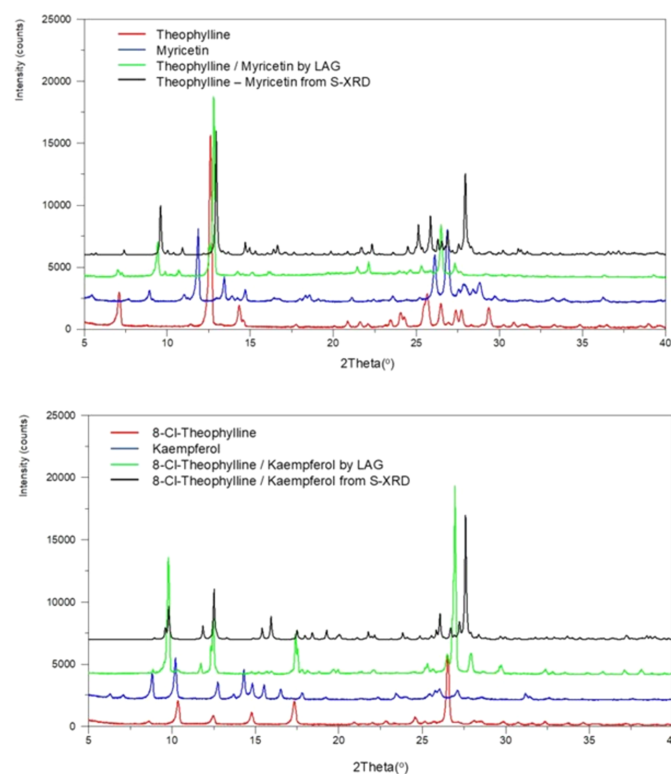 25000
20000
15000
10000
5000
0
Intensity (counts)
Theophylline
Myricetin
Theophylline / Myricetin by LAG
Theophylline – Myricetin from S-XRD
5 10 15 20 25 30 35 40
2Theta(°)
25000
20000
15000
10000
5000
0
Intensity (counts)
8-Cl-Theophylline
Kaempferol
8-Cl-Theophylline / Kaempferol by LAG
8-Cl-Theophylline / Kaempferol from S-XRD
5 10 15 20 25 30 35 40
2Theta(°)